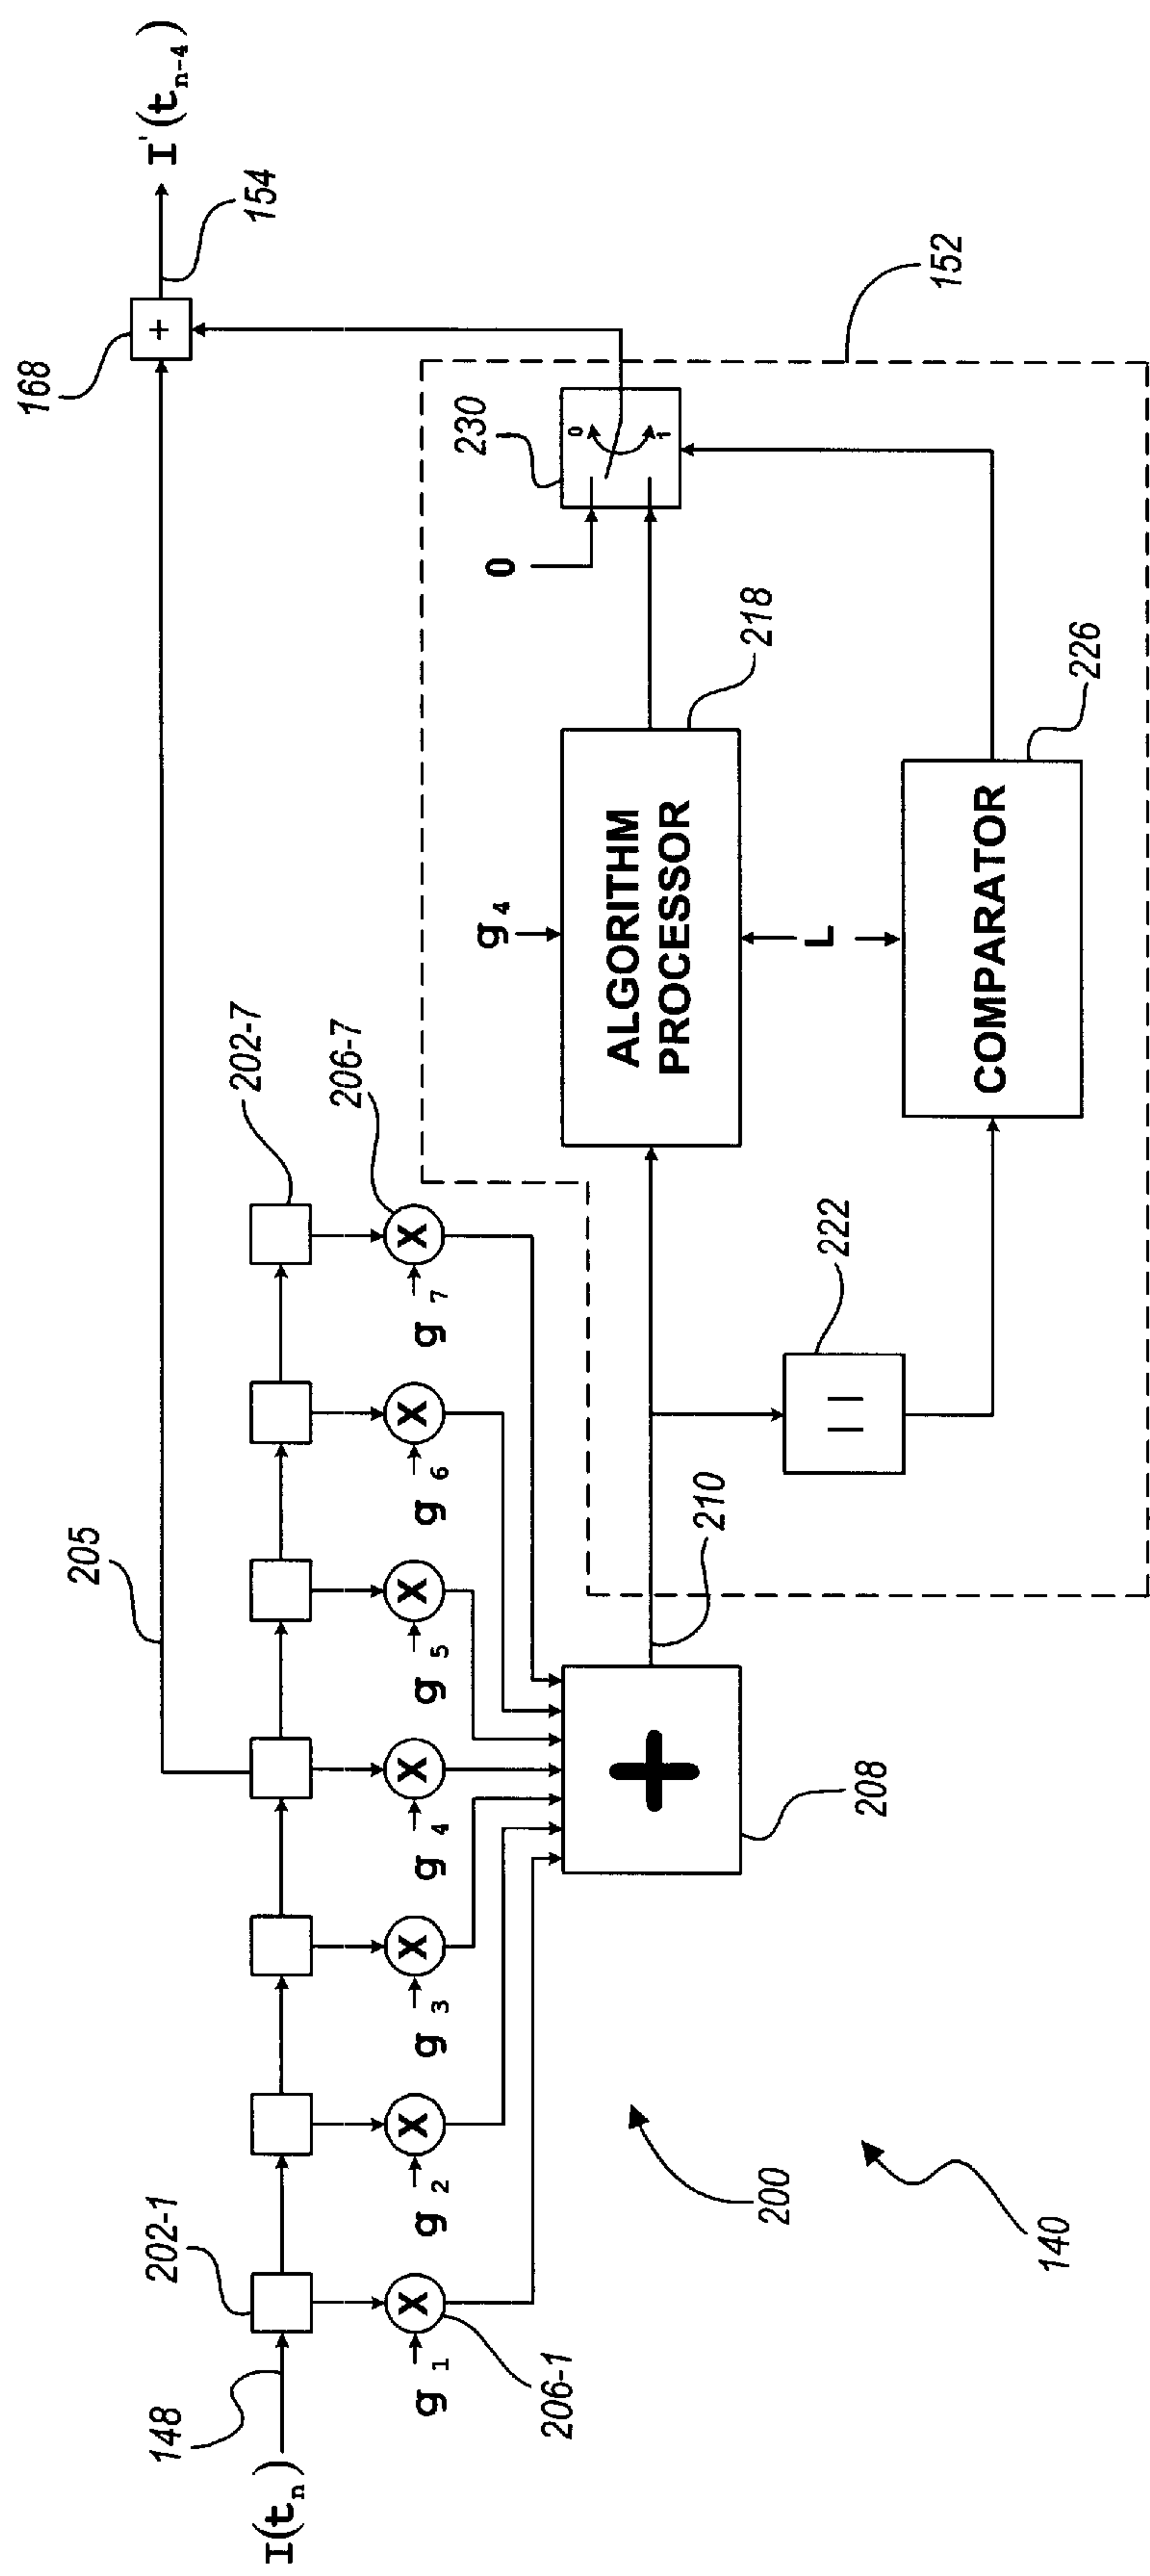 I'(tn-4)
154
168
205
202-7
206-7
202-1
148
I(tn)
g1
g2
g3
g4
g5
g6
g7
206-1
152
230
0
1
0
g4
ALGORITHM
PROCESSOR
218
L
COMPARATOR
226
222
| |
210
+
+
208
200
140
X
X
X
X
X
X
X